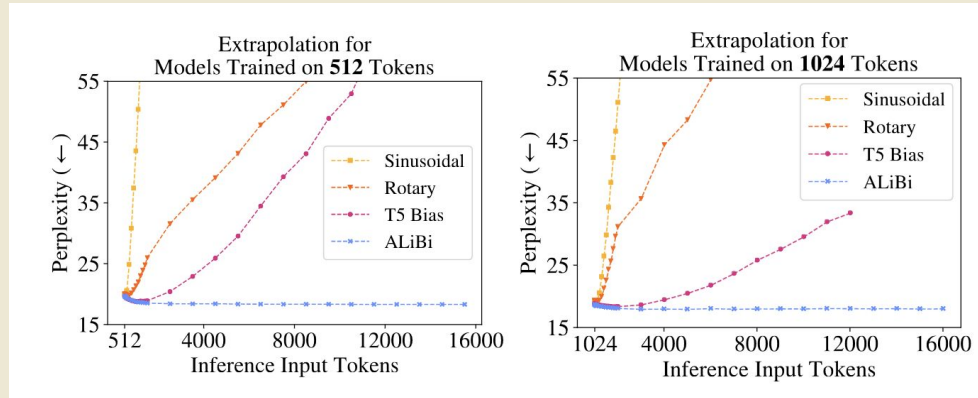 Extrapolation for
Models Trained on 512 Tokens
55
45
35
25
15
Perplexity (←)
Sinusoidal
Rotary
T5 Bias
ALiBi
512
4000
8000
12000
16000
Inference Input Tokens
Extrapolation for
Models Trained on 1024 Tokens
55
45
35
25
15
Perplexity (←)
Sinusoidal
Rotary
T5 Bias
ALiBi
1024
4000
8000
12000
16000
Inference Input Tokens